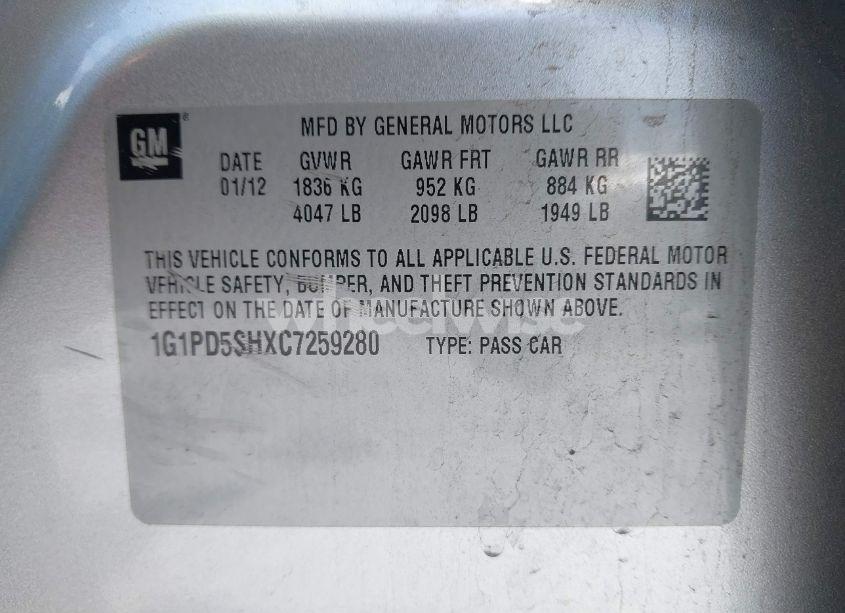 GM ®
MFD BY GENERAL MOTORS LLC
DATE GVWR GAWR FRT GAWR RR
01/12 1836 KG 952 KG 884 KG
4047 LB 2098 LB 1949 LB
THIS VEHICLE CONFORMS TO ALL APPLICABLE U.S. FEDERAL MOTOR
VEHICLE SAFETY, BUMPER, AND THEFT PREVENTION STANDARDS IN
EFFECT ON THE DATE OF MANUFACTURE SHOWN ABOVE.
Wheelwise
1G1PD5SHXC7259280 TYPE: PASS CAR